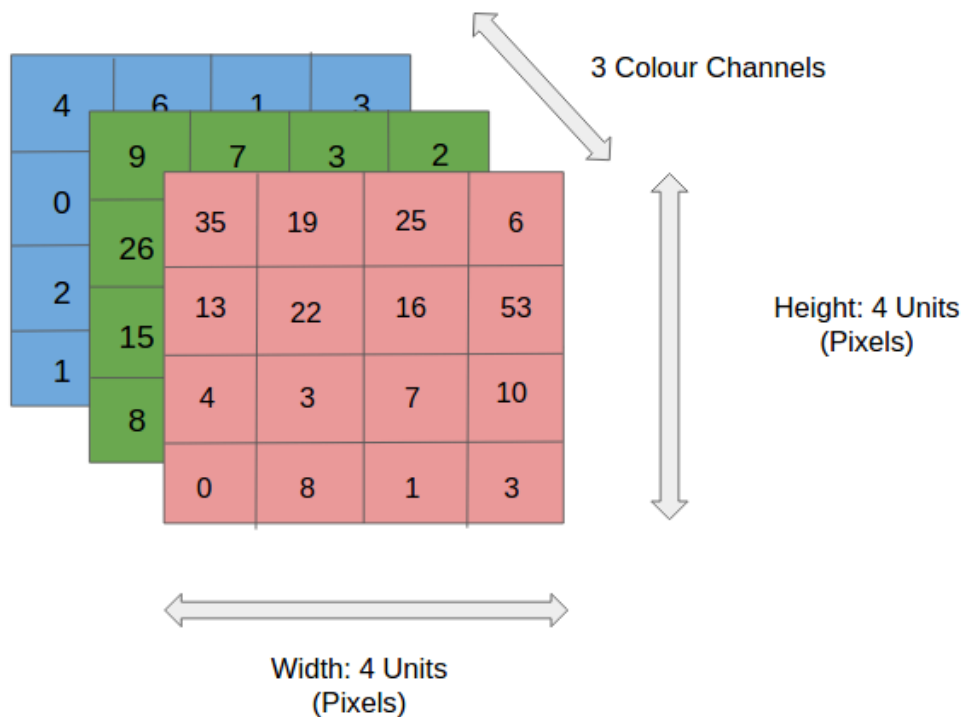 3 Colour Channels
4 6 1 3
0
2
1
9 7 3 2
26
15
8
35 19 25 6
13 22 16 53
4 3 7 10
0 8 1 3
Height: 4 Units
(Pixels)
Width: 4 Units
(Pixels)